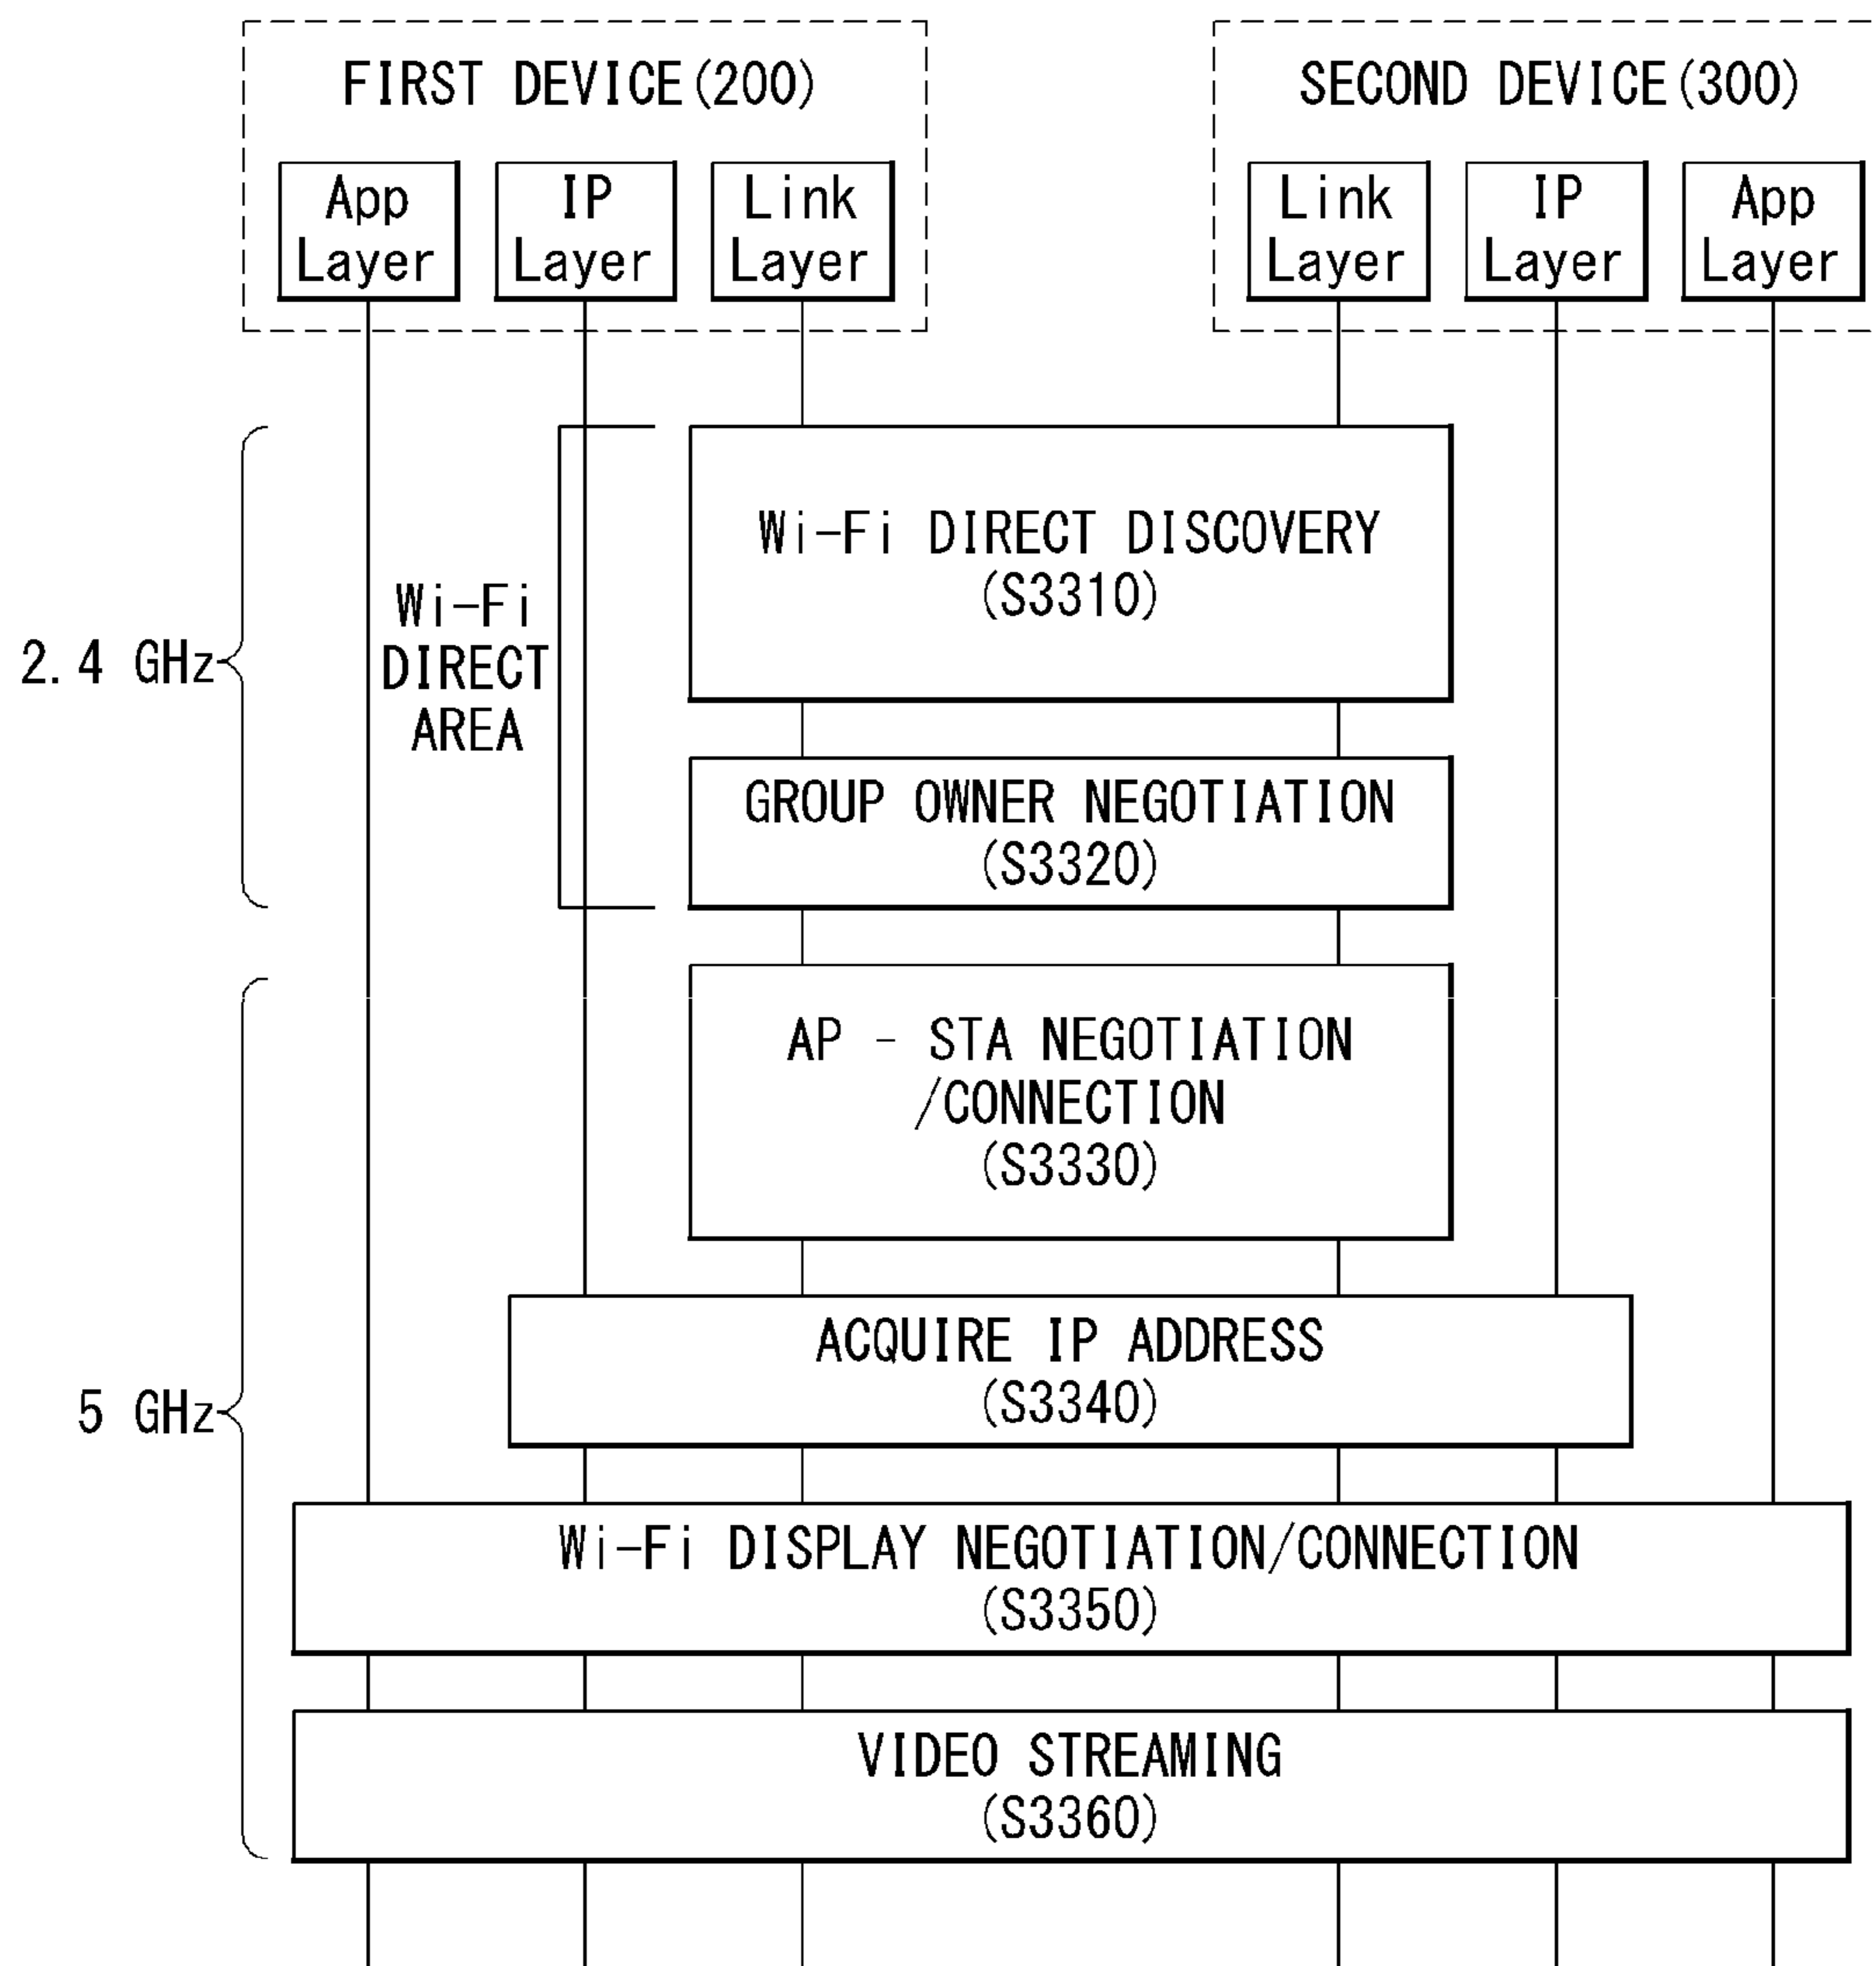 FIRST DEVICE(200)
SECOND DEVICE(300)
App
Layer
IP
Layer
Link
Layer
Link
Layer
IP
Layer
App
Layer
2.4 GHz
Wi-Fi
DIRECT
AREA
Wi-Fi DIRECT DISCOVERY
(S3310)
GROUP OWNER NEGOTIATION
(S3320)
5 GHz
AP - STA NEGOTIATION
/CONNECTION
(S3330)
ACQUIRE IP ADDRESS
(S3340)
Wi-Fi DISPLAY NEGOTIATION/CONNECTION
(S3350)
VIDEO STREAMING
(S3360)